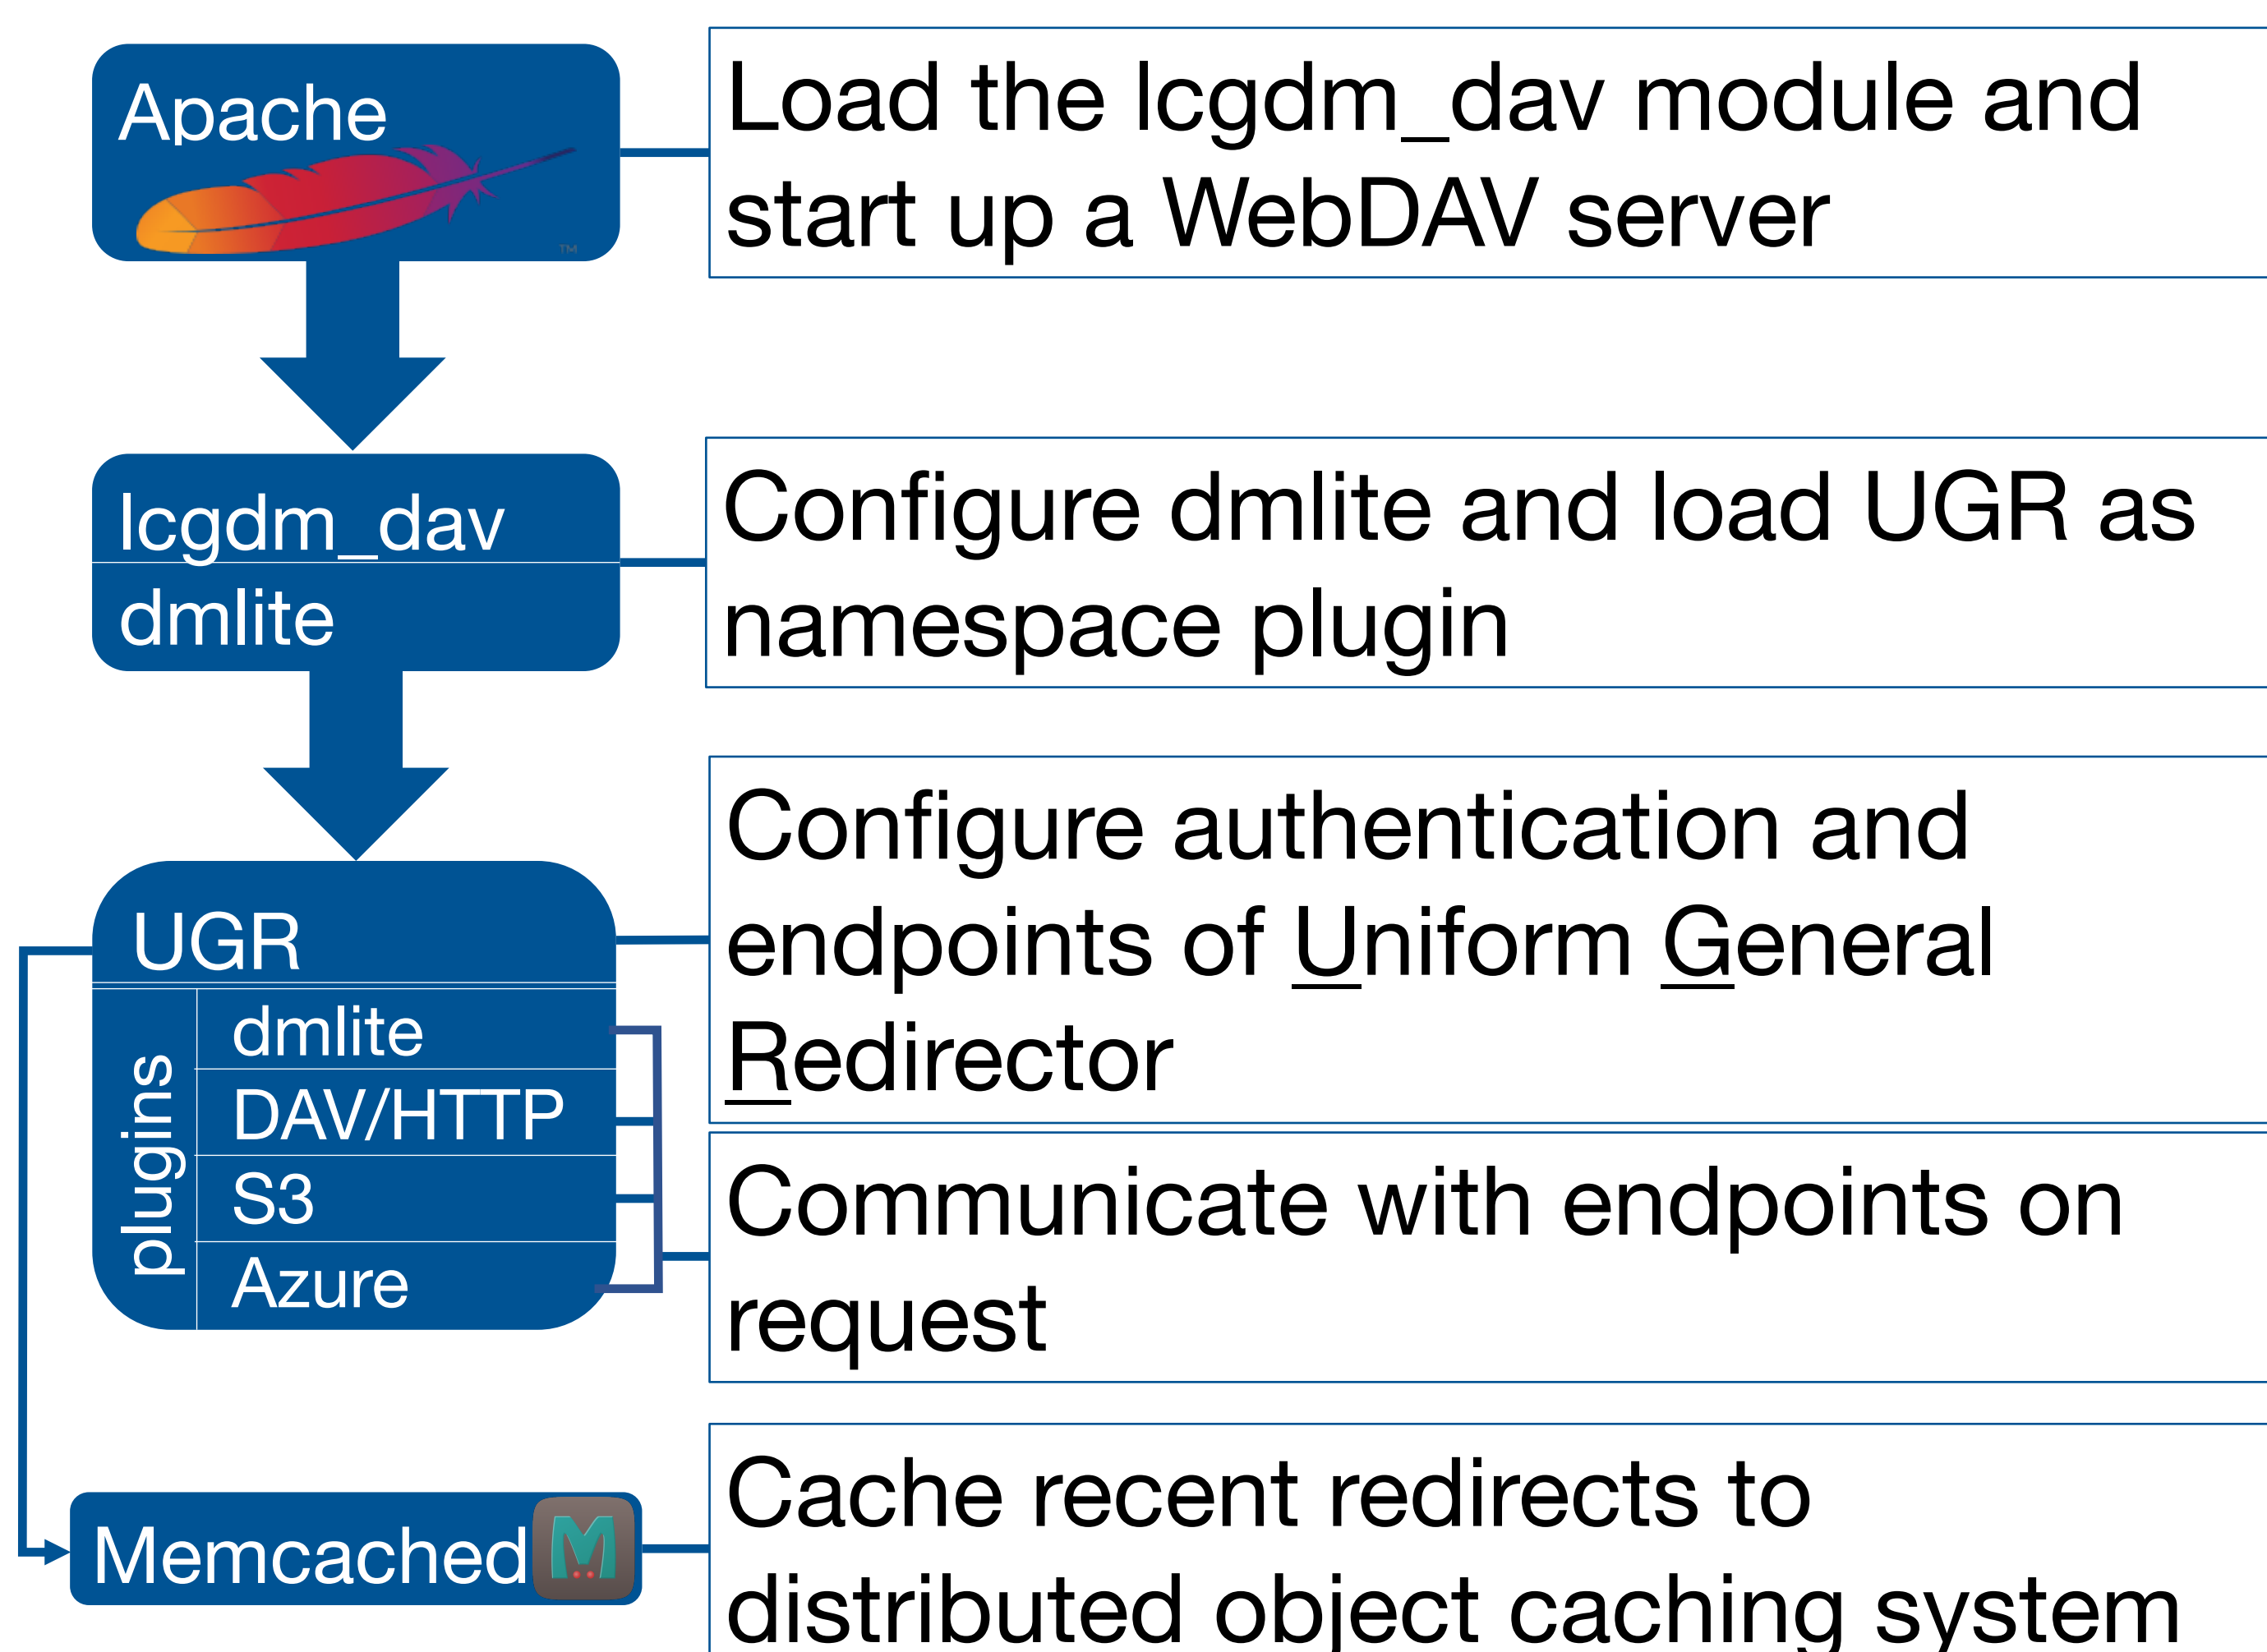 Apache
TM
Load the lcgdm_dav module and
start up a WebDAV server
lcgdm_dav
dmlite
Configure dmlite and load UGR as
namespace plugin
UGR
plugins
dmlite
DAV/HTTP
S3
Azure
Configure authentication and
endpoints of Uniform General
Redirector
Communicate with endpoints on
request
Memcached
Cache recent redirects to
distributed object caching system